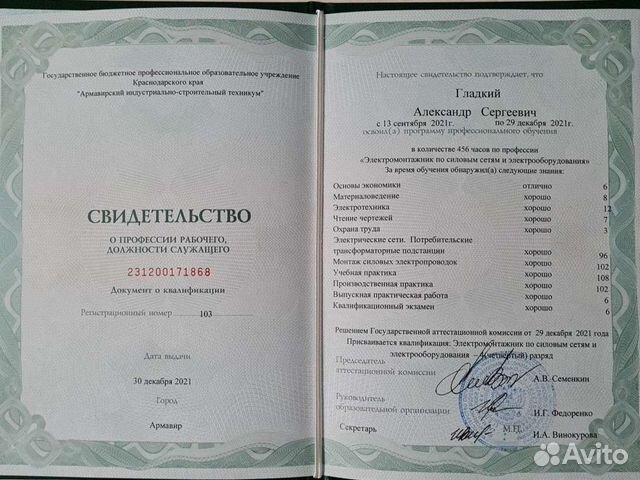 Государственное бюджетное профессиональное образовательное учреждение
Краснодарского края
"Армавирский индустриально-строительный техникум"
СВИДЕТЕЛЬСТВО
О ПРОФЕССИИ РАБОЧЕГО,
ДОЛЖНОСТИ СЛУЖАЩЕГО
231200171868
Документ о квалификации
Регистрационный номер 103
Дата выдачи
30 декабря 2021
Город
Армавир
Настоящее свидетельство подтверждает, что
Гладкий
Александр Сергеевич
с 13 сентября 2021г. по 29 декабря 2021г.
освоил(а) программу профессионального обучения
в количестве 456 часов по профессии
«Электромонтажник по силовым сетям и электрооборудования»
За время обучения обнаружил(а) следующие знания:
Основы экономики отлично 6
Материаловедение хорошо 8
Электротехника хорошо 12
Чтение чертежей хорошо 7
Охрана труда хорошо 3
Электрические сети. Потребительские
трансформаторные подстанции хорошо 96
Монтаж силовых электропроводок хорошо 102
Учебная практика хорошо 108
Производственная практика хорошо 102
Выпускная практическая работа хорошо 6
Квалификационный экзамен хорошо 6
Решением Государственной аттестационной комиссии от 29 декабря 2021 года
Присваивается квалификация: Электромонтажник по силовым сетям и
электрооборудования – (четвертый) разряд
Председатель
аттестационной комиссии А.В. Семенкин
Руководитель
образовательной организации И.Г. Федоренко
Секретарь М.П. И.А. Винокурова
Avito